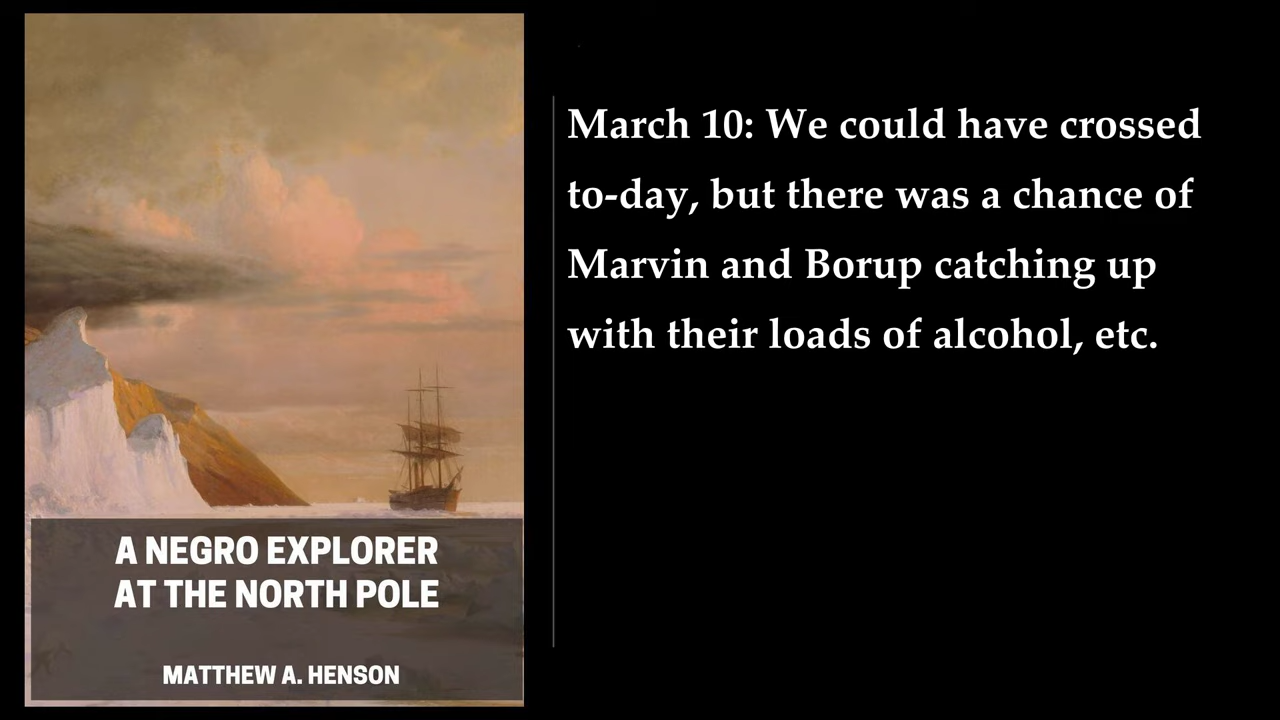 A NEGRO EXPLORER
AT THE NORTH POLE
MATTHEW A. HENSON
March 10: We could have crossed
to-day, but there was a chance of
Marvin and Borup catching up
with their loads of alcohol, etc.